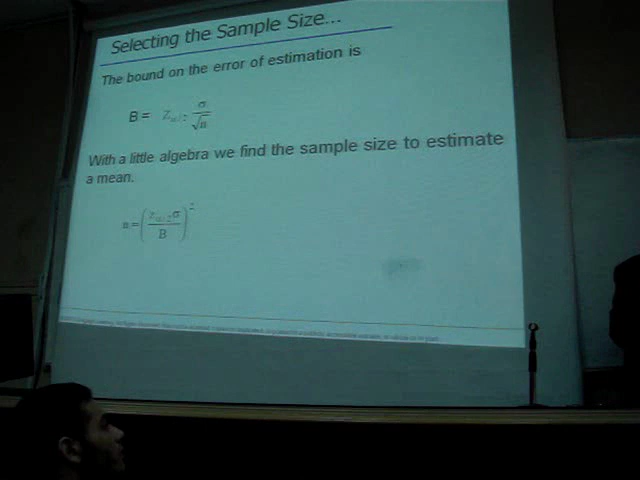 Selecting the Sample Size...
The bound on the error of estimation is
B = Zα/2 σ/√n
With a little algebra we find the sample size to estimate
a mean.
n = (Zα/2 σ / B)²